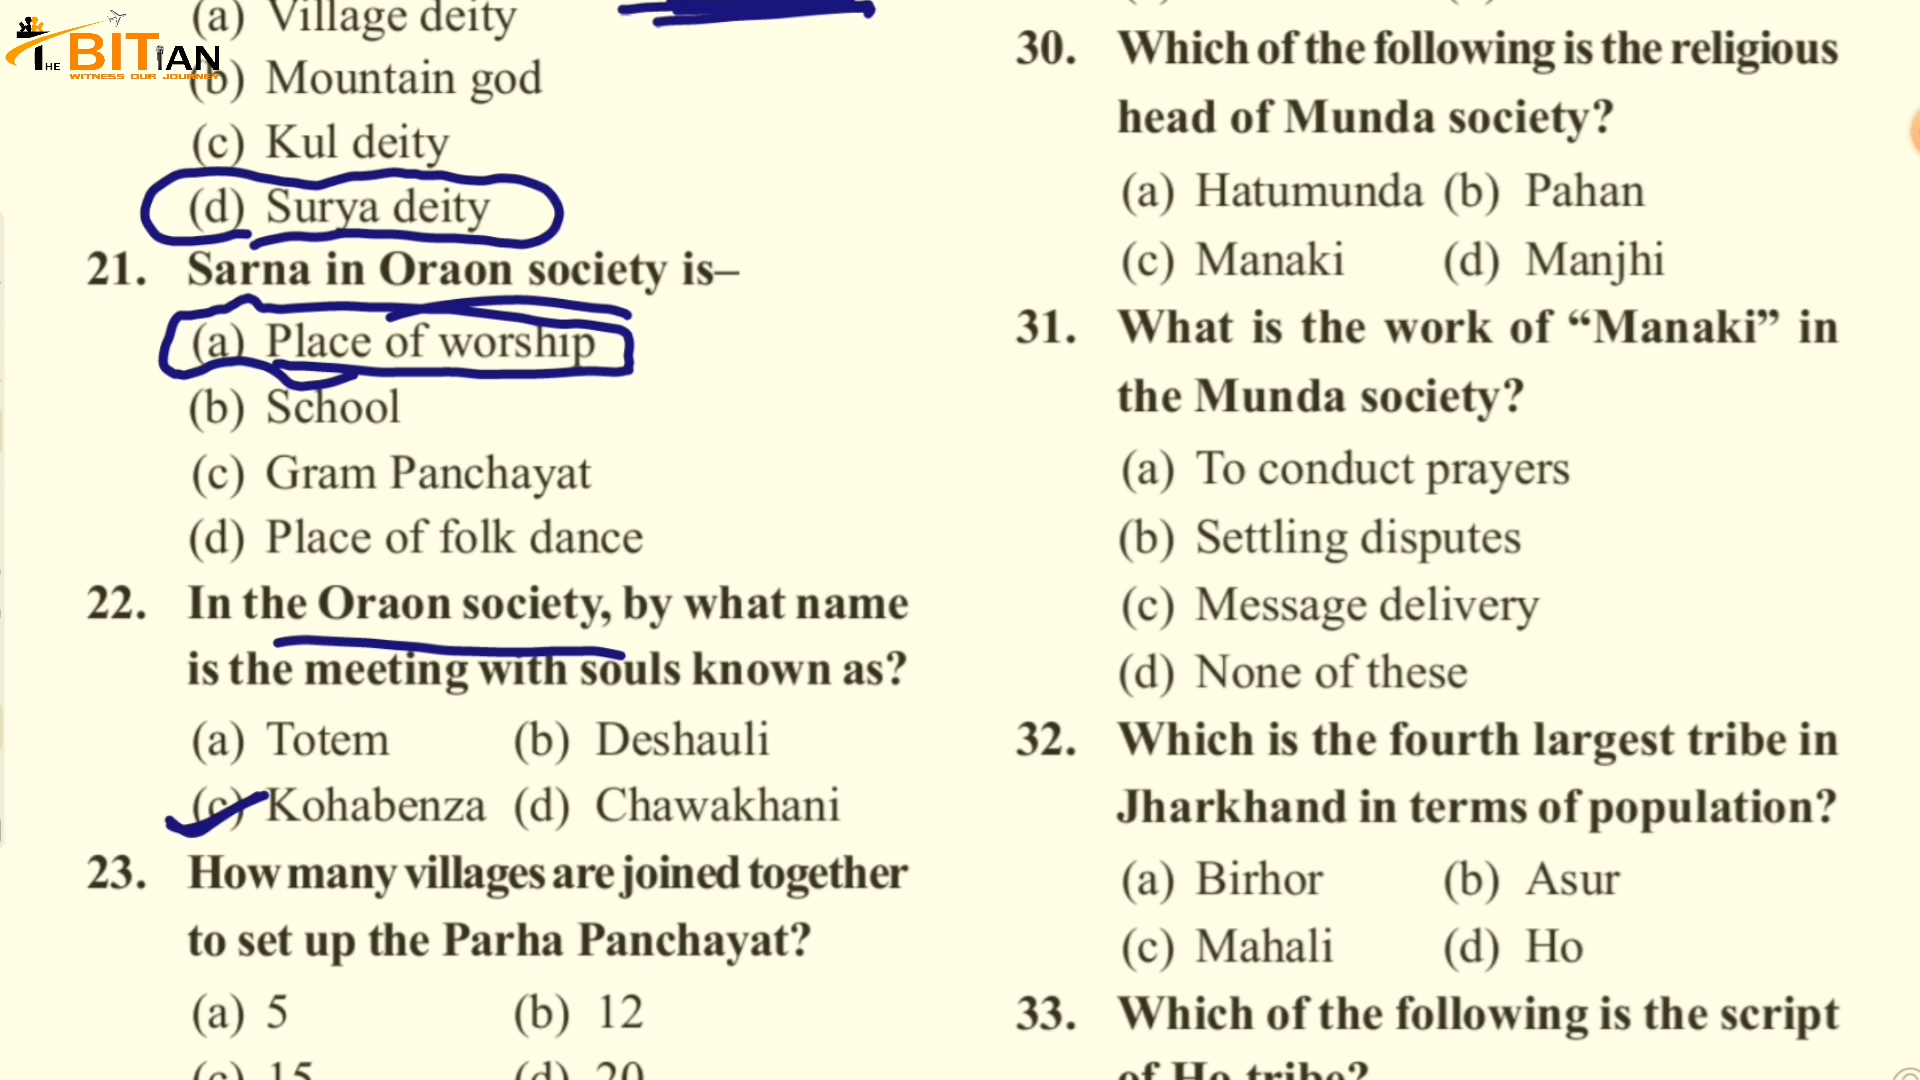 THE BITIAN
WITNESS OUR JOURNEY
(a) Village deity
(b) Mountain god
(c) Kul deity
(d) Surya deity
21. Sarna in Oraon society is–
(a) Place of worship
(b) School
(c) Gram Panchayat
(d) Place of folk dance
22. In the Oraon society, by what name
is the meeting with souls known as?
(a) Totem (b) Deshauli
(c) Kohabenza (d) Chawakhani
23. How many villages are joined together
to set up the Parha Panchayat?
(a) 5 (b) 12
(c) 15 (d) 20
30. Which of the following is the religious
head of Munda society?
(a) Hatumunda (b) Pahan
(c) Manaki (d) Manjhi
31. What is the work of “Manaki” in
the Munda society?
(a) To conduct prayers
(b) Settling disputes
(c) Message delivery
(d) None of these
32. Which is the fourth largest tribe in
Jharkhand in terms of population?
(a) Birhor (b) Asur
(c) Mahali (d) Ho
33. Which of the following is the script
of Ho tribe?